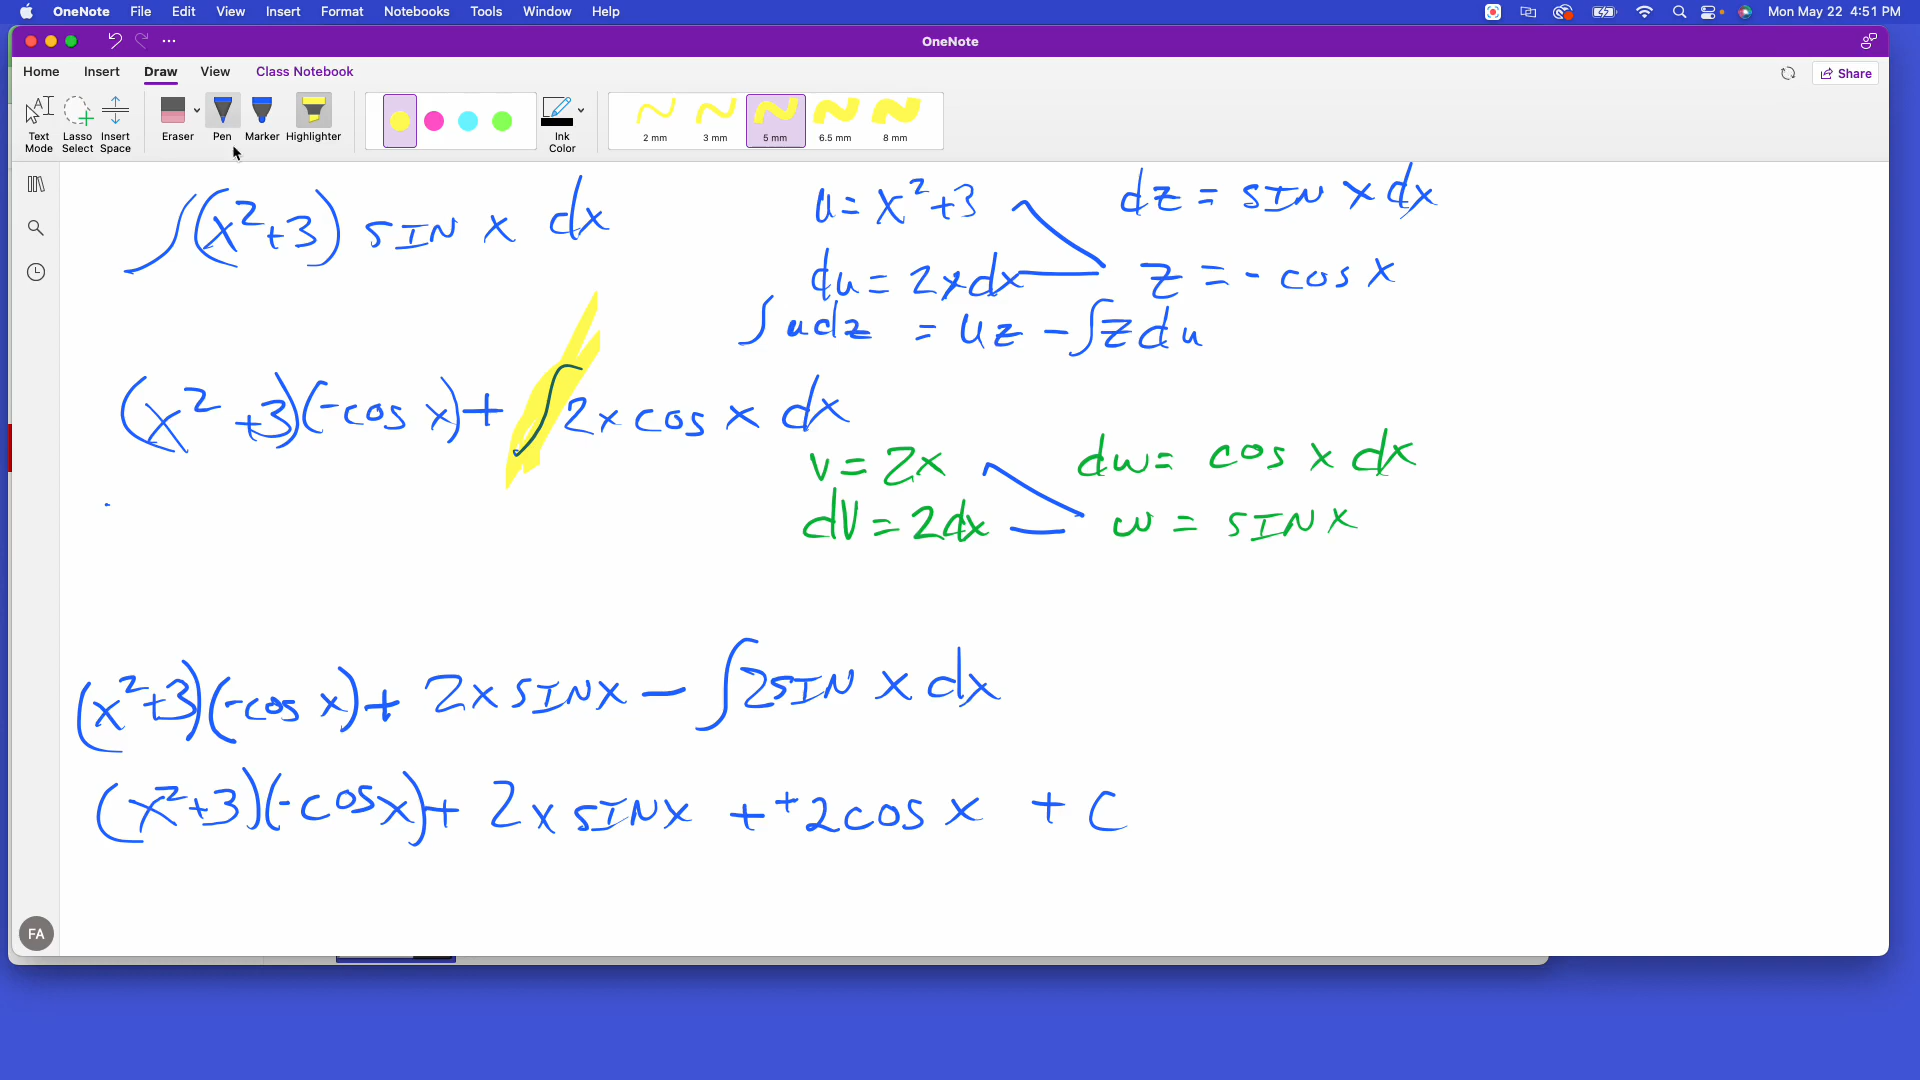 OneNote File Edit View Insert Format Notebooks Tools Window Help Mon May 22 4:51 PM
OneNote
Home Insert Draw View Class Notebook Share
Text Mode Lasso Select Insert Space Eraser Pen Marker Highlighter Ink Color 2 mm 3 mm 5 mm 6.5 mm 8 mm
∫(x²+3) SIN x dx
u = x²+3 dz = SIN x dx
du = 2xdx z = - cos x
∫udz = uz - ∫zdu
(x²+3)(-cos x)+ ∫2x cos x dx
v = 2x dw = cos x dx
dV = 2dx w = SIN x
(x²+3)(-cos x)+ 2x SINx - ∫2SIN x dx
(x²+3)(-cosx)+ 2x SINx + +2cos x + C
FA